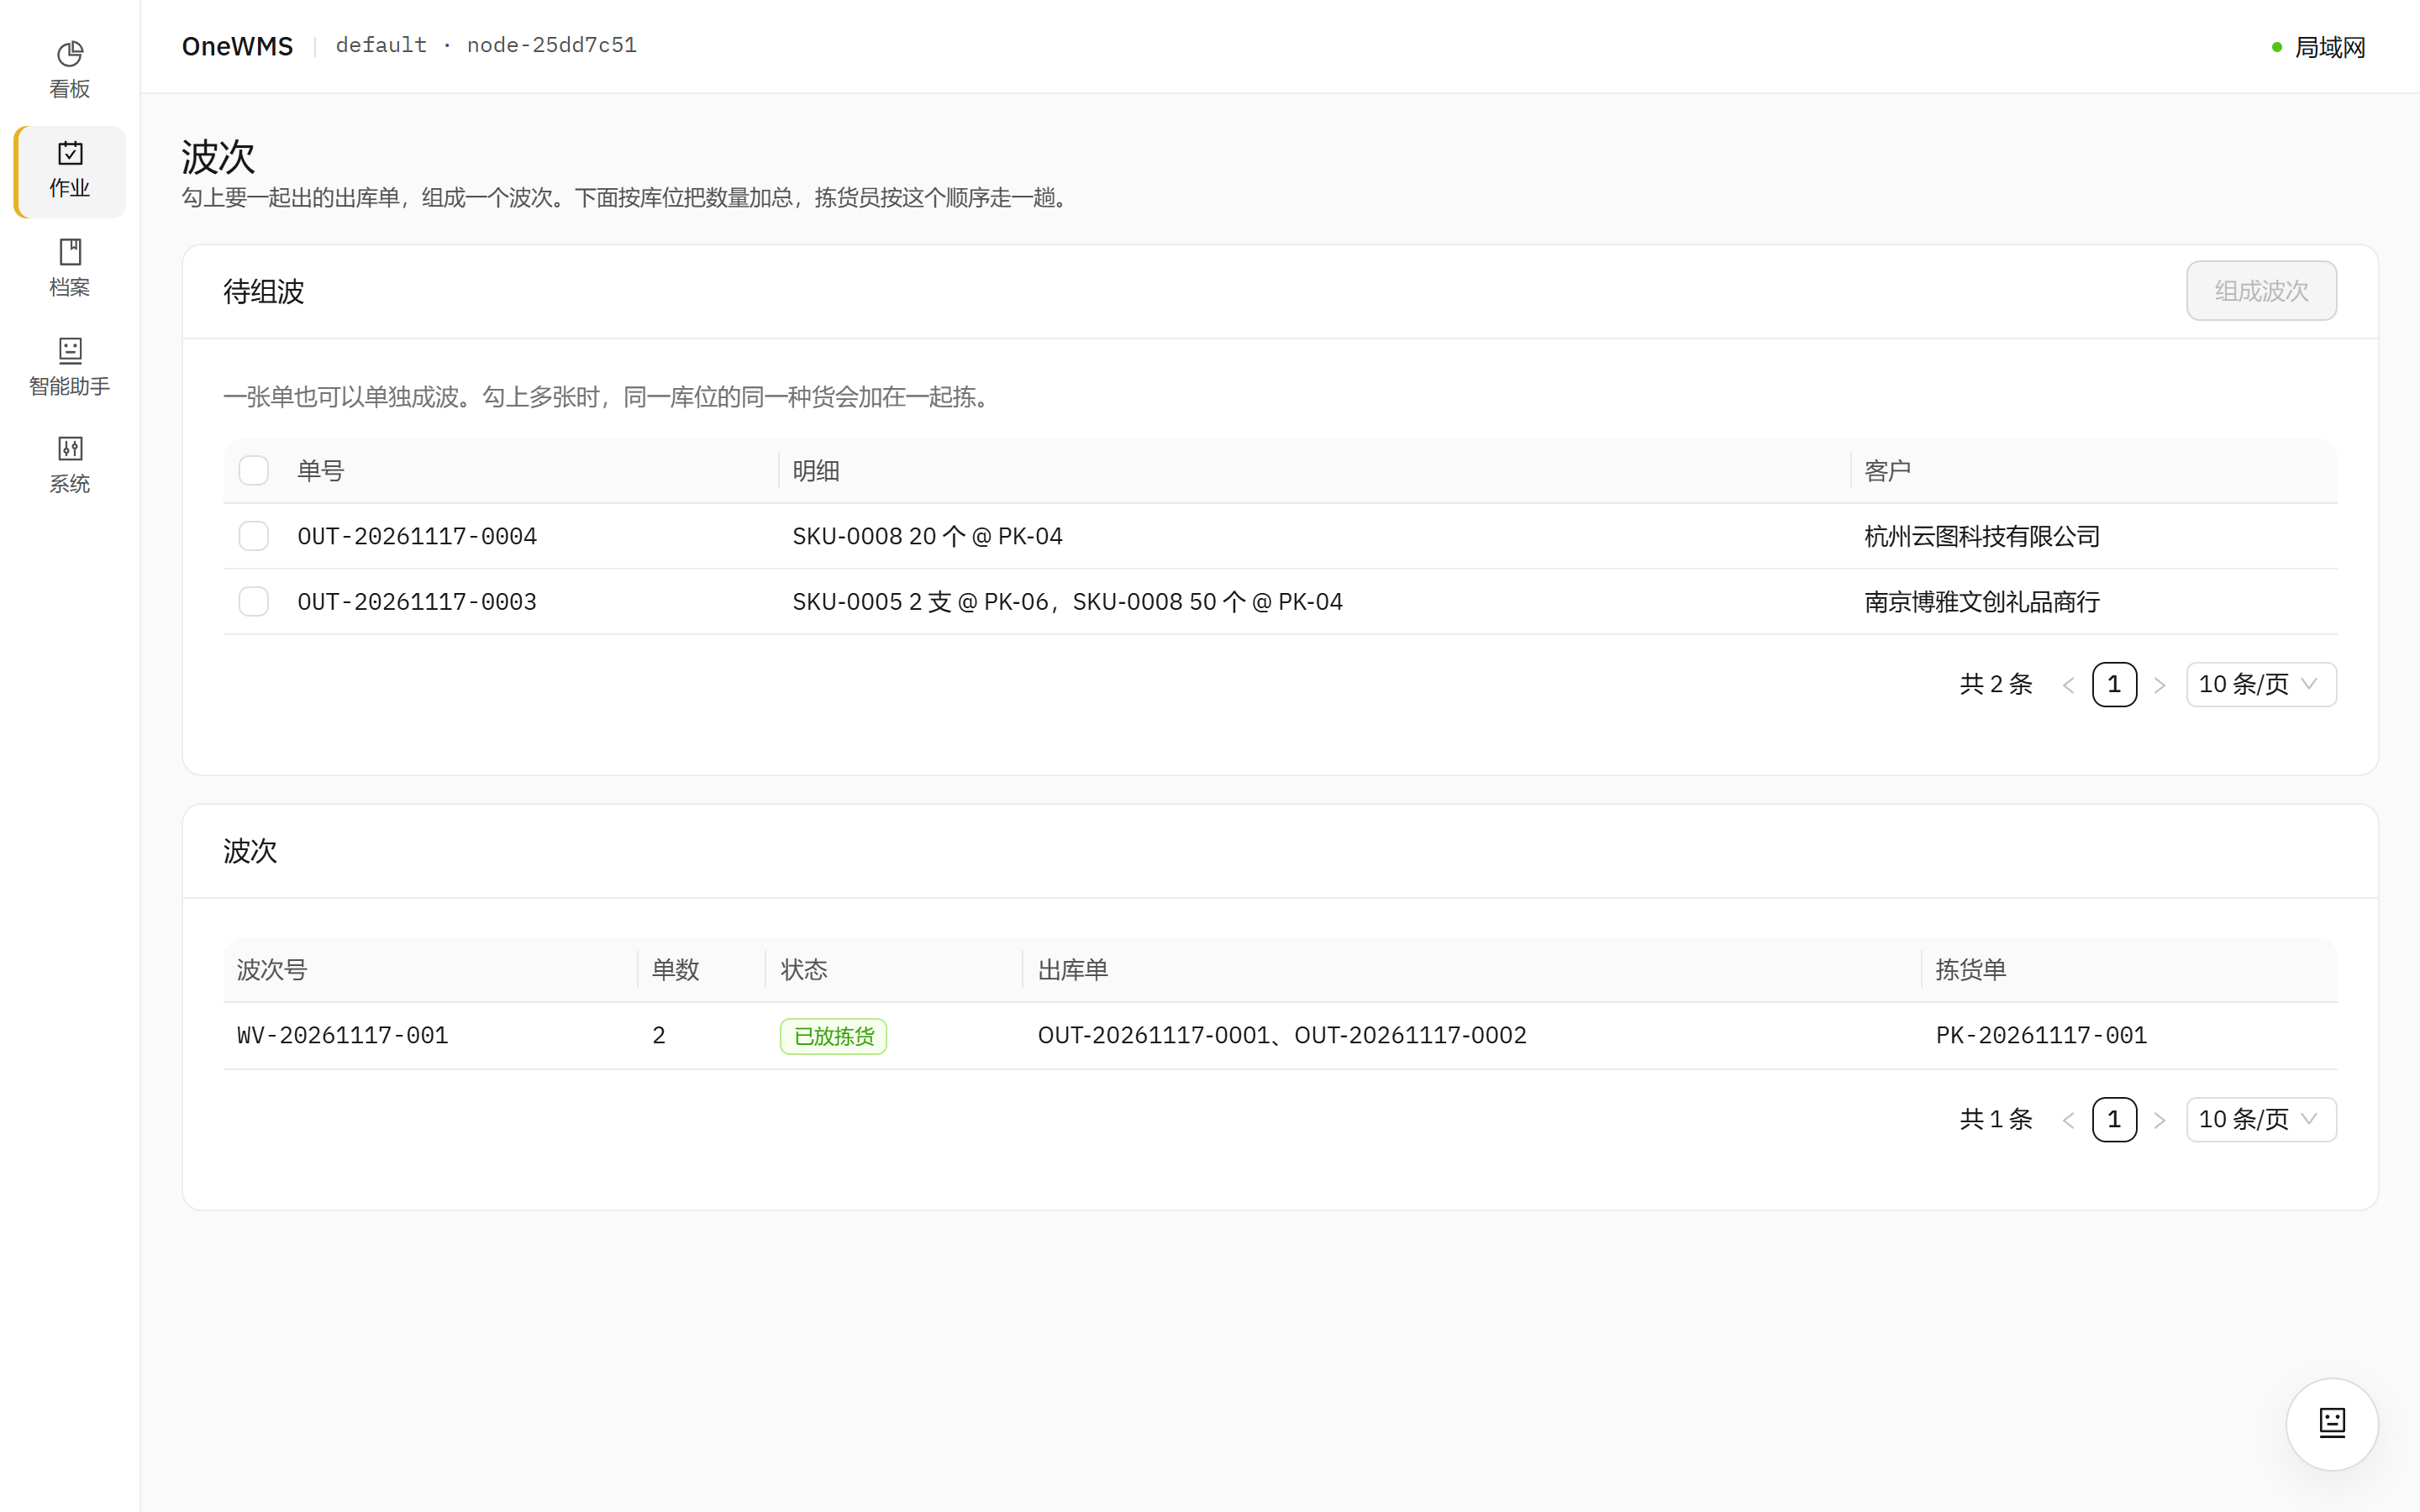 OneWMS
default · node-25dd7c51
局域网
看板
作业
档案
智能助手
系统
波次
勾上要一起出的出库单，组成一个波次。下面按库位把数量加总，拣货员按这个顺序走一趟。
待组波
组成波次
一张单也可以单独成波。勾上多张时，同一库位的同一种货会加在一起拣。
单号 明细 客户
OUT-20261117-0004 SKU-0008 20 个 @ PK-04 杭州云图科技有限公司
OUT-20261117-0003 SKU-0005 2 支 @ PK-06，SKU-0008 50 个 @ PK-04 南京博雅文创礼品商行
共 2 条 < 1 > 10 条/页
波次
波次号 单数 状态 出库单 拣货单
WV-20261117-001 2 已放拣货 OUT-20261117-0001、OUT-20261117-0002 PK-20261117-001
共 1 条 < 1 > 10 条/页